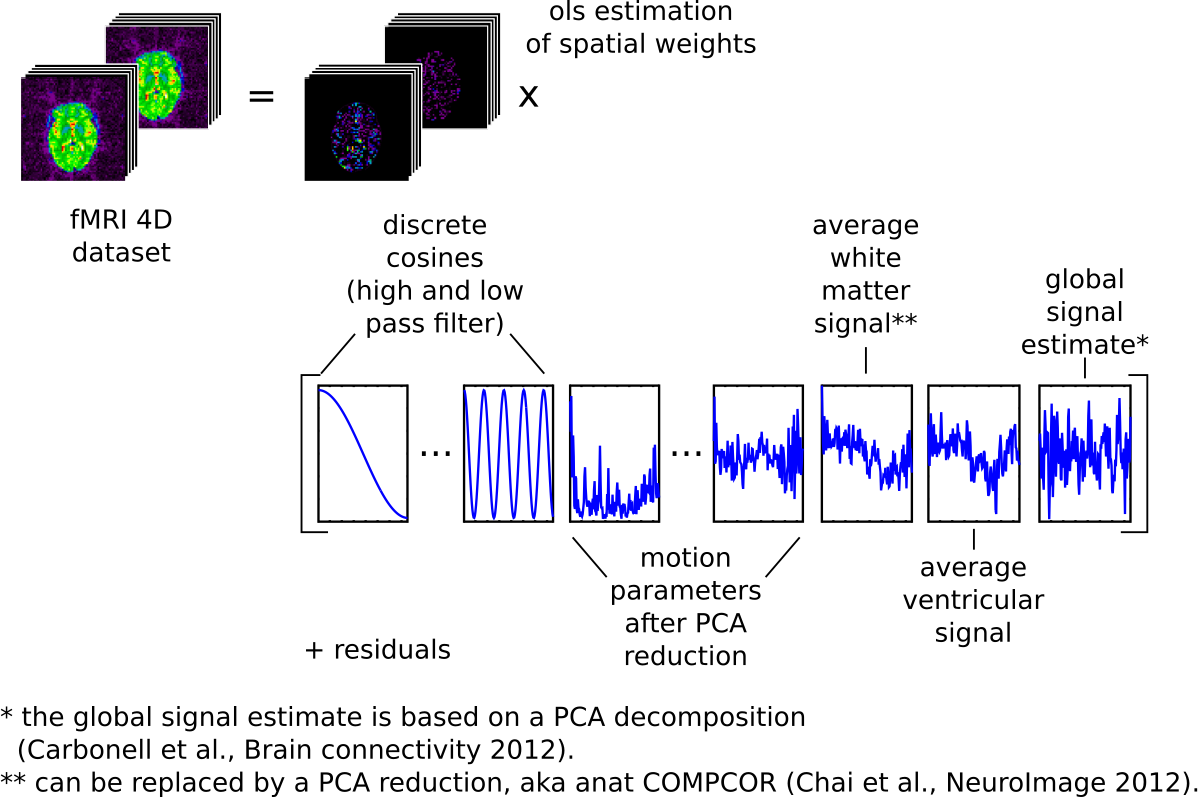 ols estimation
of spatial weights
=
x
fMRI 4D
dataset
discrete
cosines
(high and low
pass filter)
average
white
matter
signal**
global
signal
estimate*
...
...
motion
parameters
after PCA
reduction
average
ventricular
signal
+ residuals
* the global signal estimate is based on a PCA decomposition
(Carbonell et al., Brain connectivity 2012).
** can be replaced by a PCA reduction, aka anat COMPCOR (Chai et al., NeuroImage 2012).